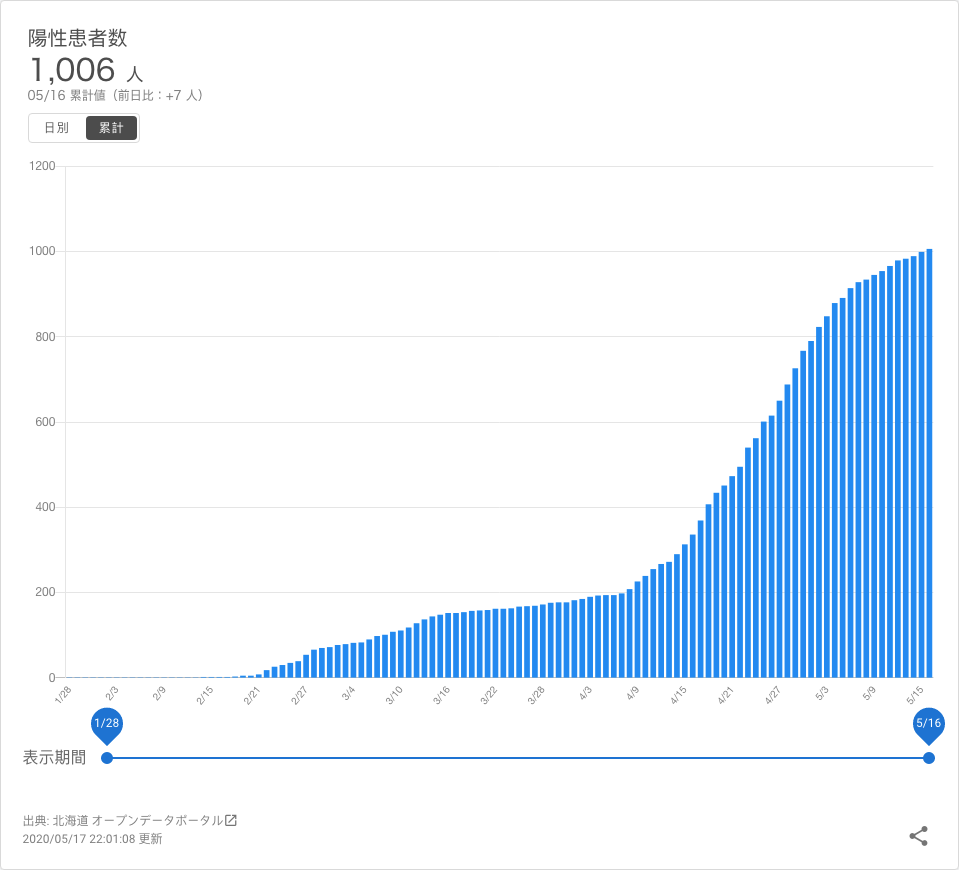 陽性患者数
1,006 人
05/16 累計値（前日比：+7 人）
日別 累計
1200
1000
800
600
400
200
0
1/28 2/3 2/9 2/15 2/21 2/27 3/4 3/10 3/16 3/22 3/28 4/3 4/9 4/15 4/21 4/27 5/3 5/9 5/15
1/28 5/16
表示期間
出典: 北海道 オープンデータポータル
2020/05/17 22:01:08 更新